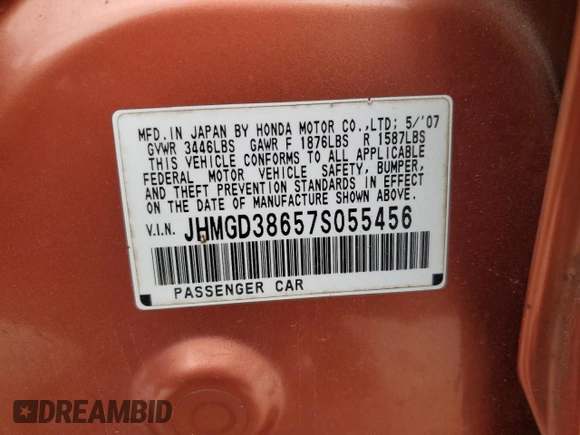 MFD.IN JAPAN BY HONDA MOTOR CO.,LTD; 5/'07
GVWR 3446LBS GAWR F 1876LBS R 1587LBS
THIS VEHICLE CONFORMS TO ALL APPLICABLE
FEDERAL MOTOR VEHICLE SAFETY, BUMPER,
AND THEFT PREVENTION STANDARDS IN EFFECT
ON THE DATE OF MANUFACTURE SHOWN ABOVE.
V.I.N. JHMGD38657S055456
PASSENGER CAR
DREAMBID